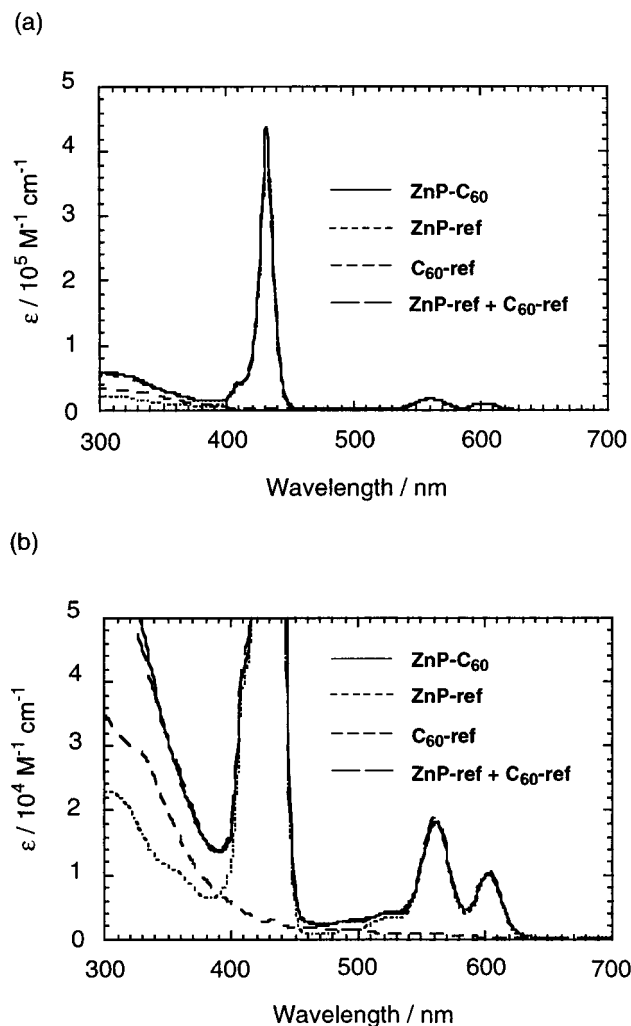 (a)
5
4
3
2
1
0
ε / 10⁵ M⁻¹ cm⁻¹
ZnP-C₆₀
ZnP-ref
C₆₀-ref
ZnP-ref + C₆₀-ref
300 400 500 600 700
Wavelength / nm
(b)
5
4
3
2
1
0
ε / 10⁴ M⁻¹ cm⁻¹
ZnP-C₆₀
ZnP-ref
C₆₀-ref
ZnP-ref + C₆₀-ref
300 400 500 600 700
Wavelength / nm